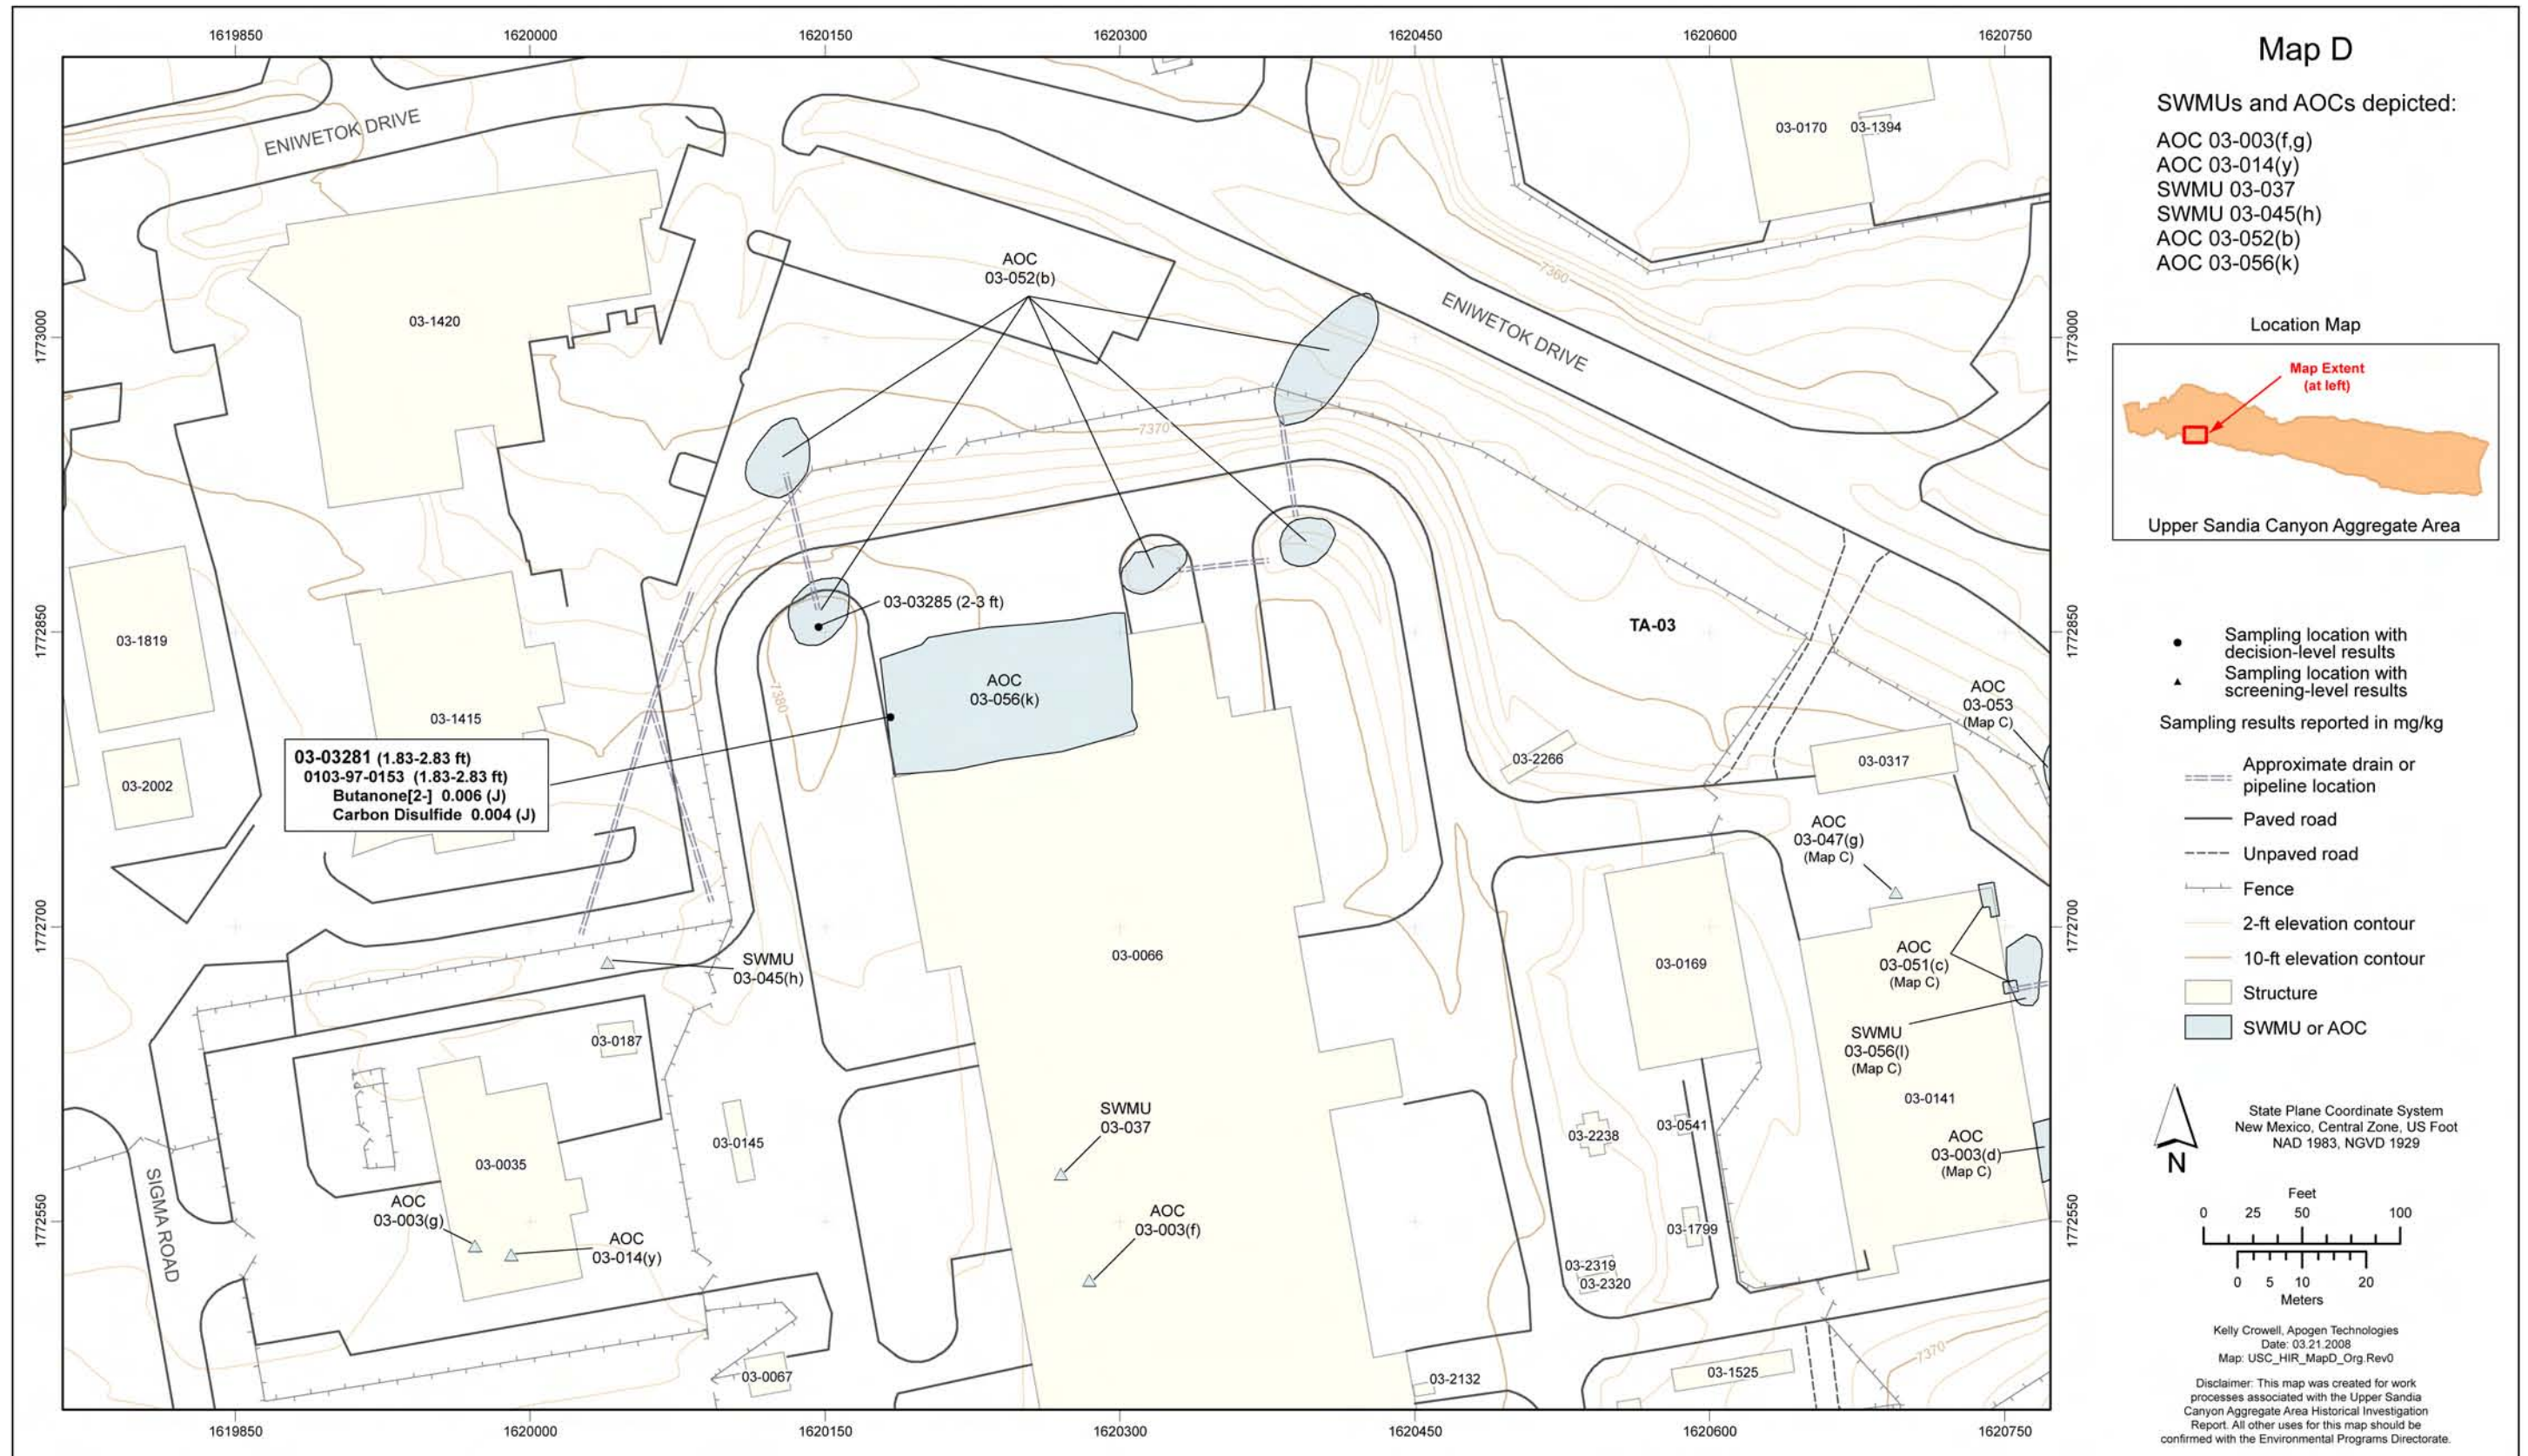 1619850
1620000
1620150
1620300
1620450
1620600
1620750
Map D
SWMUs and AOCs depicted:
AOC 03-003(f,g)
AOC 03-014(y)
SWMU 03-037
SWMU 03-045(h)
AOC 03-052(b)
AOC 03-056(k)
Location Map
Map Extent
(at left)
Upper Sandia Canyon Aggregate Area
Sampling location with
decision-level results
Sampling location with
screening-level results
Sampling results reported in mg/kg
Approximate drain or
pipeline location
Paved road
Unpaved road
Fence
2-ft elevation contour
10-ft elevation contour
Structure
SWMU or AOC
N
State Plane Coordinate System
New Mexico, Central Zone, US Foot
NAD 1983, NGVD 1929
Feet
0 25 50 100
0 5 10 20
Meters
Kelly Crowell, Apogen Technologies
Date: 03.21.2008
Map: USC_HIR_MapD_Org.Rev0
Disclaimer: This map was created for work
processes associated with the Upper Sandia
Canyon Aggregate Area Historical Investigation
Report. All other uses for this map should be
confirmed with the Environmental Programs Directorate.
ENIWETOK DRIVE
03-0170
03-1394
AOC
03-052(b)
7360
ENIWETOK DRIVE
03-1420
1773000
1773000
7370
03-03285 (2-3 ft)
TA-03
1772850
1772850
03-1819
AOC
03-056(k)
7380
AOC
03-053
(Map C)
03-1415
03-03281 (1.83-2.83 ft)
0103-97-0153 (1.83-2.83 ft)
Butanone[2-] 0.006 (J)
Carbon Disulfide 0.004 (J)
03-2002
03-2266
03-0317
AOC
03-047(g)
(Map C)
1772700
1772700
SWMU
03-045(h)
03-0066
03-0169
AOC
03-051(c)
(Map C)
03-0187
SWMU
03-056(l)
(Map C)
03-0141
SWMU
03-037
03-0145
03-2238
03-0541
AOC
03-003(d)
(Map C)
03-0035
SIGMA ROAD
AOC
03-003(g)
AOC
03-014(y)
AOC
03-003(f)
03-1799
1772550
1772550
03-2319
03-2320
7370
03-0067
03-2132
03-1525
1619850
1620000
1620150
1620300
1620450
1620600
1620750